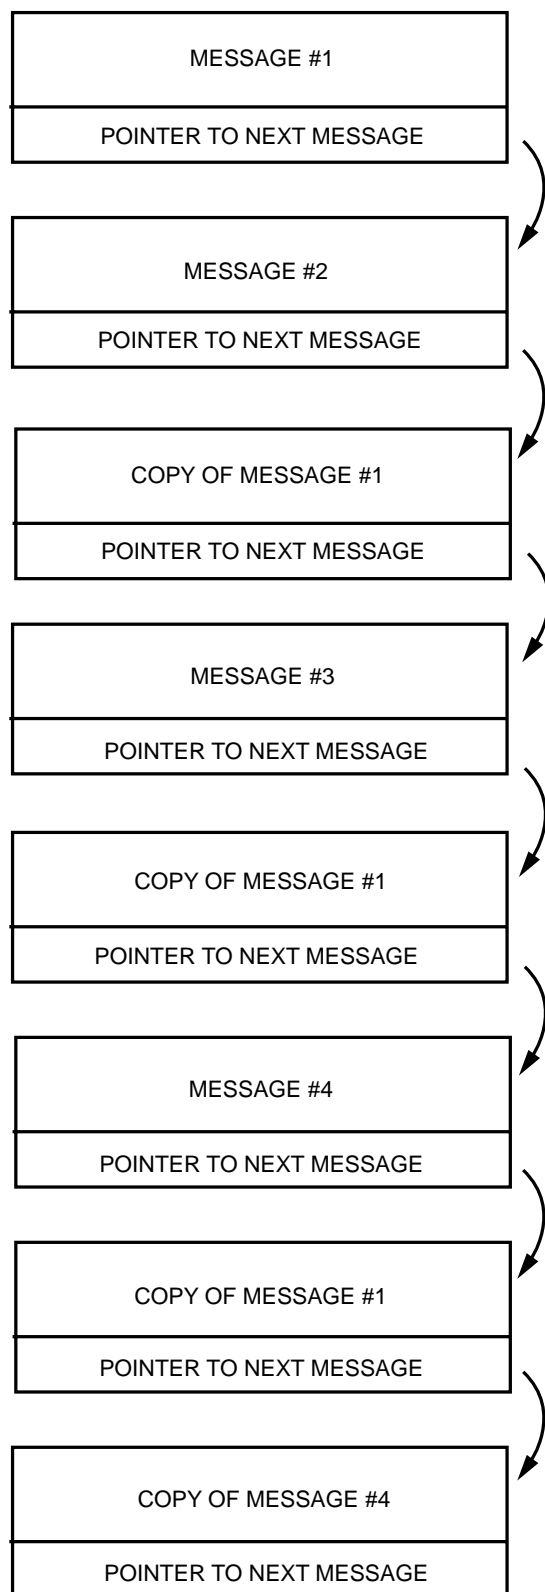 MESSAGE #1
POINTER TO NEXT MESSAGE
MESSAGE #2
POINTER TO NEXT MESSAGE
COPY OF MESSAGE #1
POINTER TO NEXT MESSAGE
MESSAGE #3
POINTER TO NEXT MESSAGE
COPY OF MESSAGE #1
POINTER TO NEXT MESSAGE
MESSAGE #4
POINTER TO NEXT MESSAGE
COPY OF MESSAGE #1
POINTER TO NEXT MESSAGE
COPY OF MESSAGE #4
POINTER TO NEXT MESSAGE